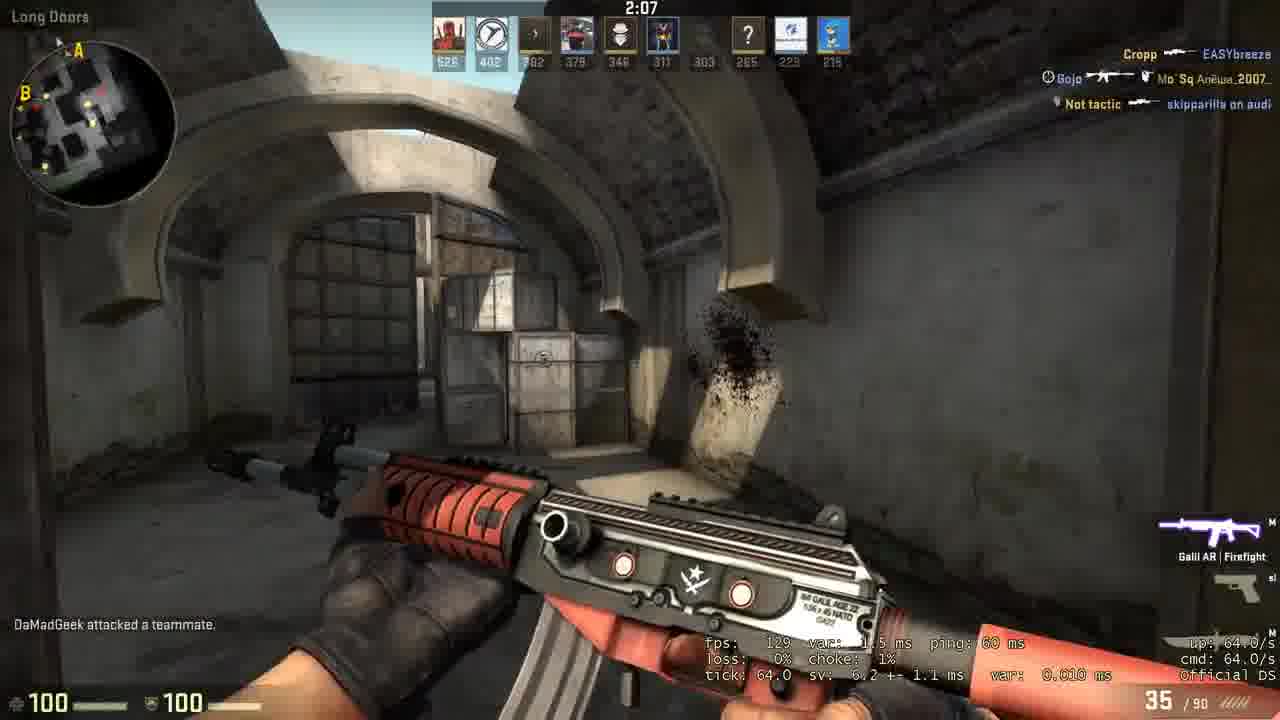 Long Doors
2:07
A
B
526 402 382 379 346 311 303 265 223 215
?
Cropp EASYbreeze
Gojo Mo`Sq Anёшa_2007...
Not tactic skipparilla on audi
M
Galil AR | Firefight
DaMadGeek attacked a teammate.
fps: 129 var: 1.5 ms ping: 60 ms
loss: 0% choke: 1%
tick: 64.0 sv: 6.2 +- 1.1 ms var: 0.010 ms
up: 64.0/s
cmd: 64.0/s
Official DS
100 100
35 / 90